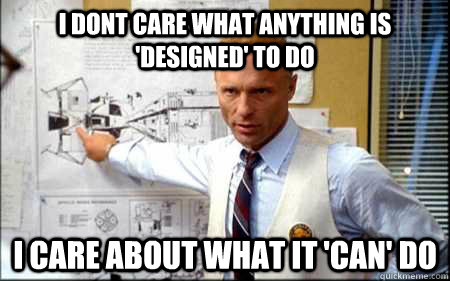 I DONT CARE WHAT ANYTHING IS
'DESIGNED' TO DO
I CARE ABOUT WHAT IT 'CAN' DO
quickmeme.com